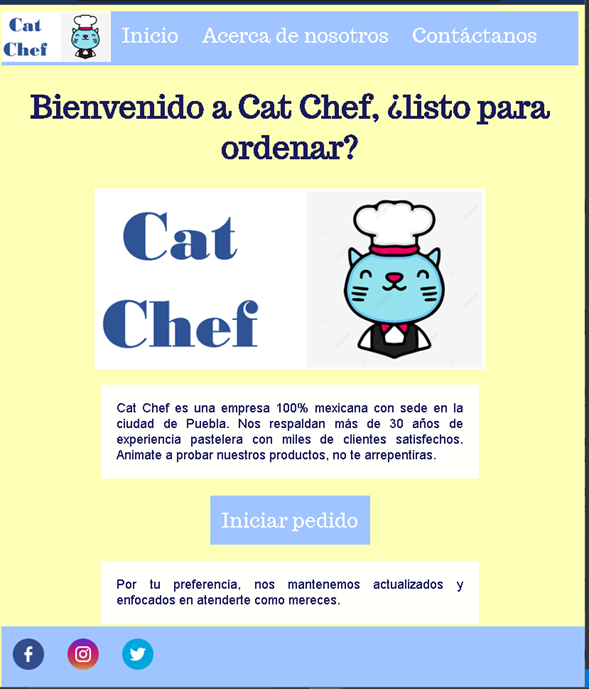 Cat
Chef
Inicio Acerca de nosotros Contáctanos
Bienvenido a Cat Chef, ¿listo para
ordenar?
Cat
Chef
Cat Chef es una empresa 100% mexicana con sede en la
ciudad de Puebla. Nos respaldan más de 30 años de
experiencia pastelera con miles de clientes satisfechos.
Animate a probar nuestros productos, no te arrepentiras.
Iniciar pedido
Por tu preferencia, nos mantenemos actualizados y
enfocados en atenderte como mereces.